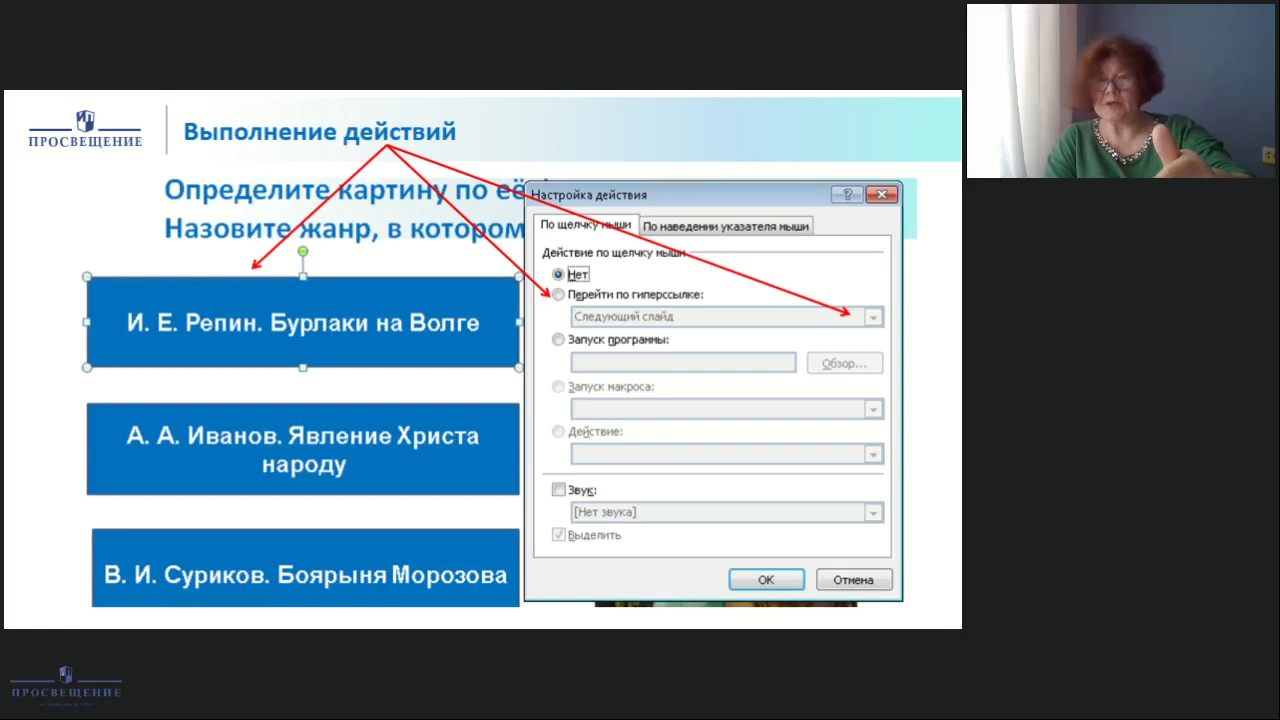 ПРОСВЕЩЕНИЕ
Выполнение действий
Определите картину по её
Назовите жанр, в котором
И. Е. Репин. Бурлаки на Волге
А. А. Иванов. Явление Христа
народу
В. И. Суриков. Боярыня Морозова
Настройка действия
По щелчку мыши
По наведении указателя мыши
Действие по щелчку мыши
Нет
Перейти по гиперссылке:
Следующий слайд
Запуск программы:
Обзор...
Запуск макроса:
Действие:
Звук:
[Нет звука]
Выделить
ОК
Отмена
ПРОСВЕЩЕНИЕ